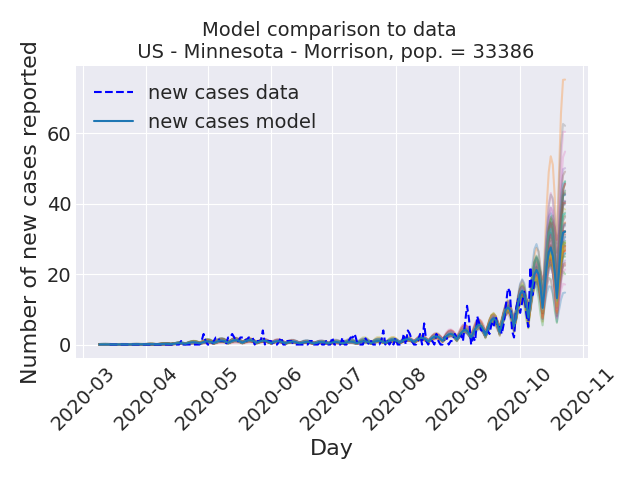 Model comparison to data
US - Minnesota - Morrison, pop. = 33386
Number of new cases reported
60
40
20
0
new cases data
new cases model
2020-03
2020-04
2020-05
2020-06
2020-07
2020-08
2020-09
2020-10
2020-11
Day